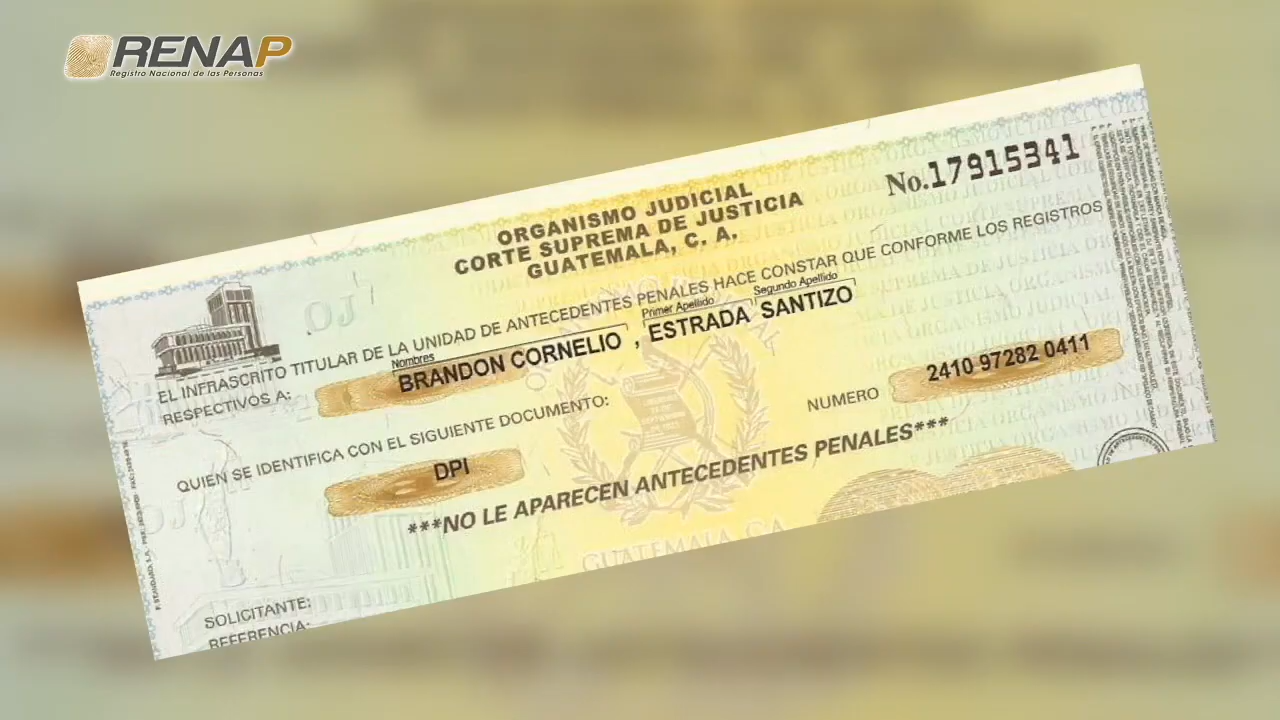 RENAP
Registro Nacional de las Personas
No.17915341
ORGANISMO JUDICIAL
CORTE SUPREMA DE JUSTICIA
GUATEMALA, C. A.
EL INFRASCRITO TITULAR DE LA UNIDAD DE ANTECEDENTES PENALES HACE CONSTAR QUE CONFORME LOS REGISTROS
Nombres Primer Apellido Segundo Apellido
RESPECTIVOS A: BRANDON CORNELIO , ESTRADA SANTIZO
QUIEN SE IDENTIFICA CON EL SIGUIENTE DOCUMENTO:
DPI NUMERO 2410 97282 0411
***NO LE APARECEN ANTECEDENTES PENALES***
GUATEMALA C.A.
SOLICITANTE:
REFERENCIA:
OJ